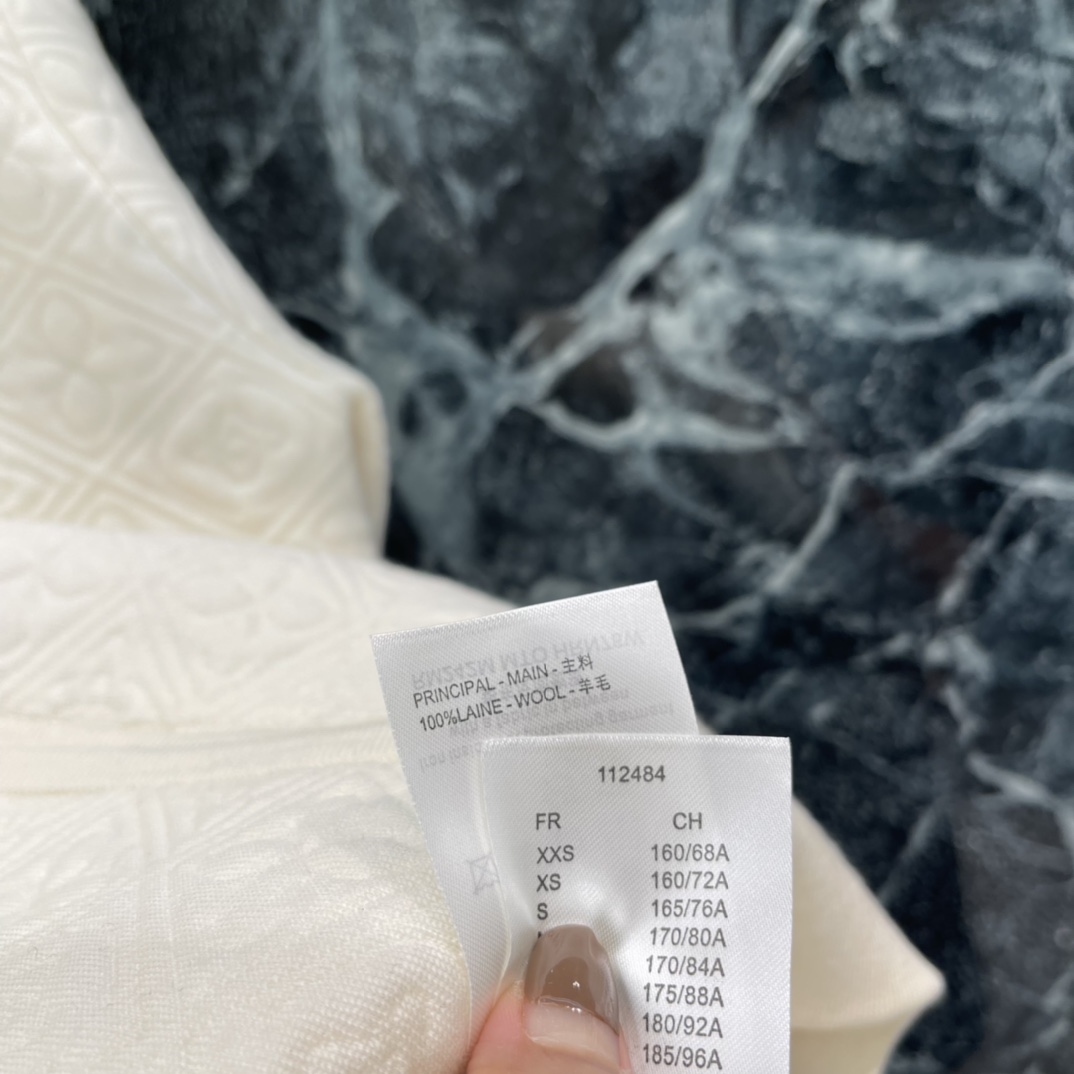 PRINCIPAL - MAIN - 主料
100%LAINE - WOOL - 羊毛
112484
FR CH
XXS 160/68A
XS 160/72A
S 165/76A
170/80A
170/84A
175/88A
180/92A
185/96A